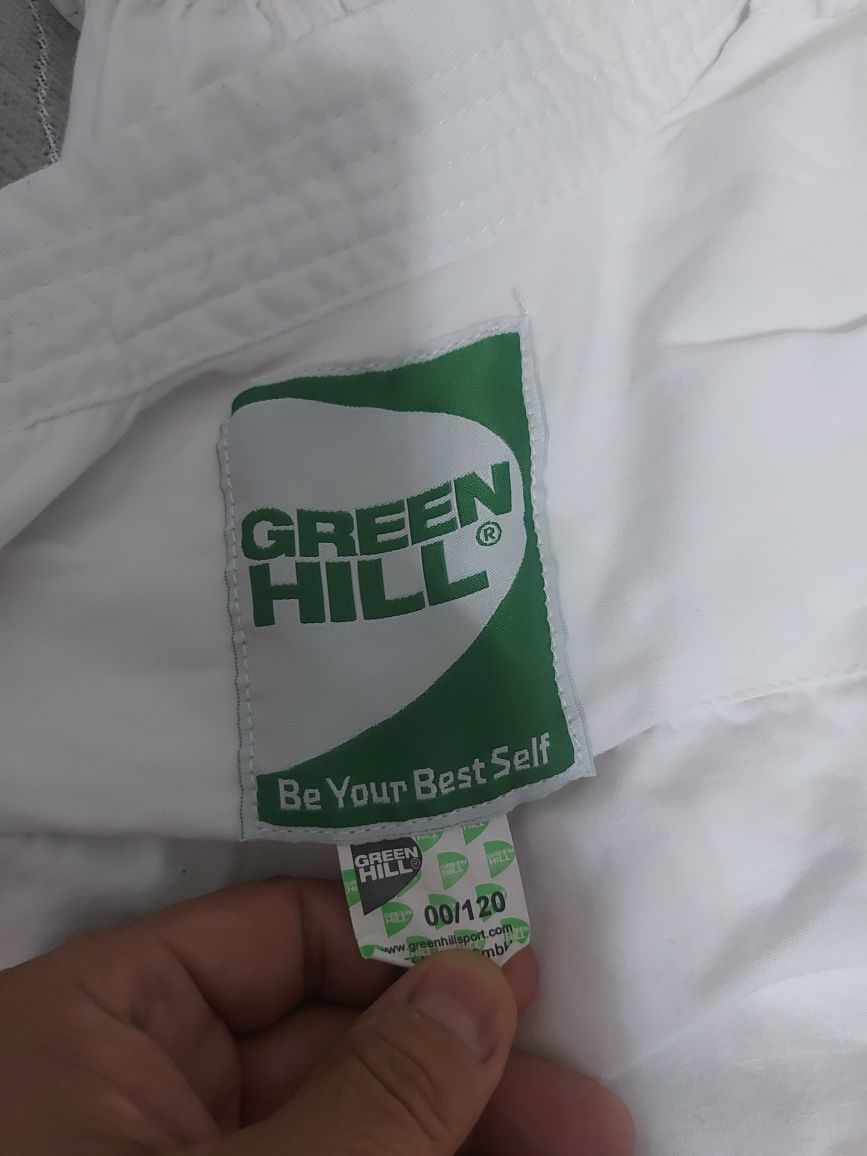 GREEN
HILL®
Be Your Best Self
GREEN
HILL®
00/120
www.greenhillsport.com